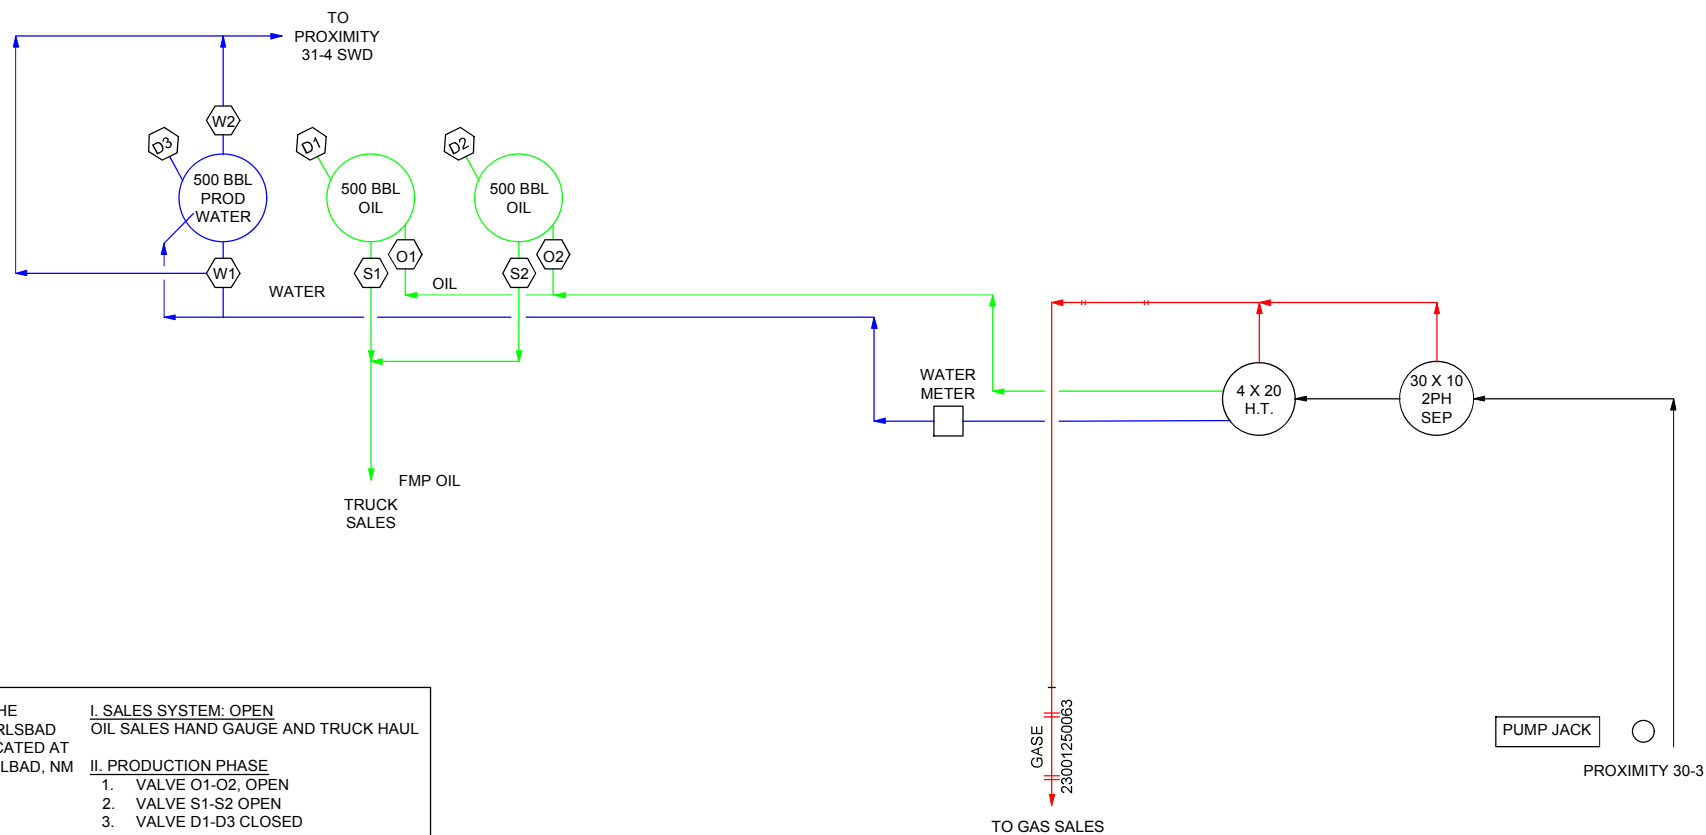 TO
PROXIMITY
31-4 SWD
W2
D3
D1
D2
500 BBL
PROD
WATER
500 BBL
OIL
500 BBL
OIL
O1
O2
W1
S1
S2
WATER
OIL
WATER
METER
4 X 20
H.T.
30 X 10
2PH
SEP
FMP OIL
TRUCK
SALES
HE
RLSBAD
CATED AT
LBAD, NM
I. SALES SYSTEM: OPEN
OIL SALES HAND GAUGE AND TRUCK HAUL
II. PRODUCTION PHASE
1. VALVE O1-O2, OPEN
2. VALVE S1-S2 OPEN
3. VALVE D1-D3 CLOSED
GASE
23001250063
TO GAS SALES
PUMP JACK
PROXIMITY 30-3